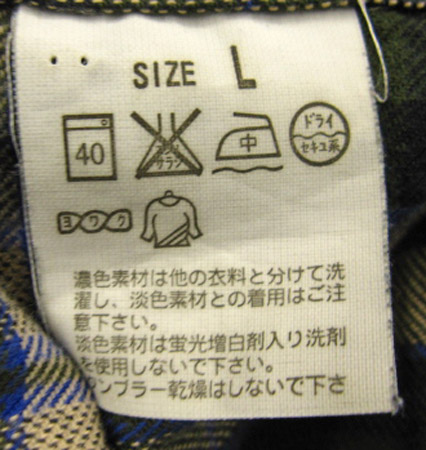 SIZE L
40 エンソ サラシ 中 ドライ セキユ系
ヨワク
濃色素材は他の衣料と分けて洗
濯し、淡色素材との着用はご注
意下さい。
淡色素材は蛍光増白剤入り洗剤
を使用しないで下さい。
タンブラー乾燥はしないで下さ